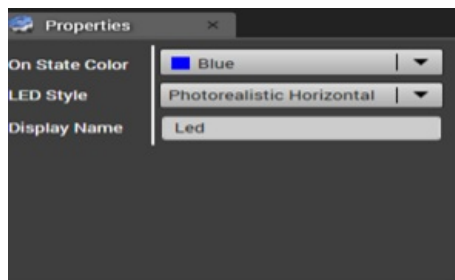 Properties
On State Color Blue
LED Style Photorealistic Horizontal
Display Name Led